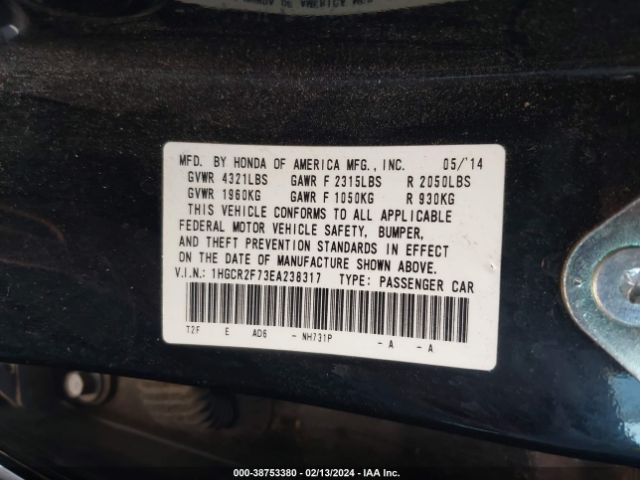 MFD. BY HONDA OF AMERICA MFG., INC. 05/'14
GVWR 4321LBS GAWR F 2315LBS R 2050LBS
GVWR 1960KG GAWR F 1050KG R 930KG
THIS VEHICLE CONFORMS TO ALL APPLICABLE
FEDERAL MOTOR VEHICLE SAFETY, BUMPER,
AND THEFT PREVENTION STANDARDS IN EFFECT
ON THE DATE OF MANUFACTURE SHOWN ABOVE.
V.I.N.: 1HGCR2F73EA238317 TYPE: PASSENGER CAR
T2F E AD6 - NH731P - A - A
000-38753380 - 02/13/2024 - IAA Inc.